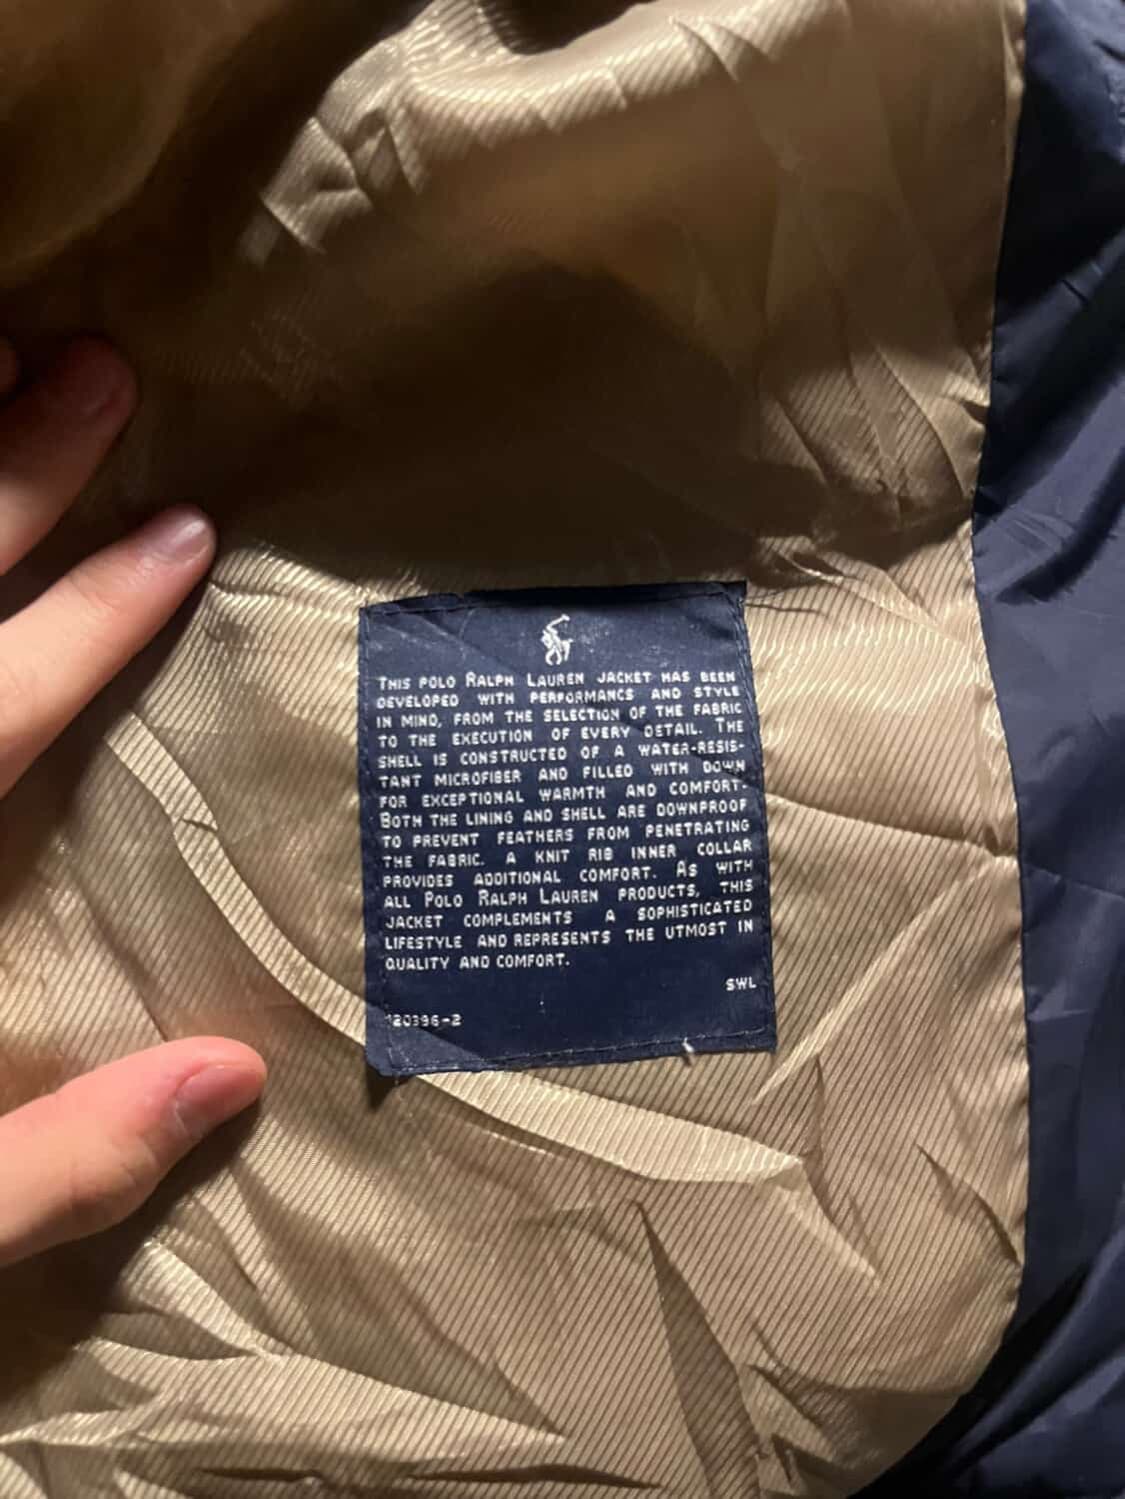 THIS POLO RALPH LAUREN JACKET HAS BEEN
DEVELOPED WITH PERFORMANCE AND STYLE
IN MIND, FROM THE SELECTION OF THE FABRIC
TO THE EXECUTION OF EVERY DETAIL. THE
SHELL IS CONSTRUCTED OF A WATER-RESIS-
TANT MICROFIBER AND FILLED WITH DOWN
FOR EXCEPTIONAL WARMTH AND COMFORT.
BOTH THE LINING AND SHELL ARE DOWNPROOF
TO PREVENT FEATHERS FROM PENETRATING
THE FABRIC. A KNIT RIB INNER COLLAR
PROVIDES ADDITIONAL COMFORT. AS WITH
ALL POLO RALPH LAUREN PRODUCTS, THIS
JACKET COMPLEMENTS A SOPHISTICATED
LIFESTYLE AND REPRESENTS THE UTMOST IN
QUALITY AND COMFORT.
SWL